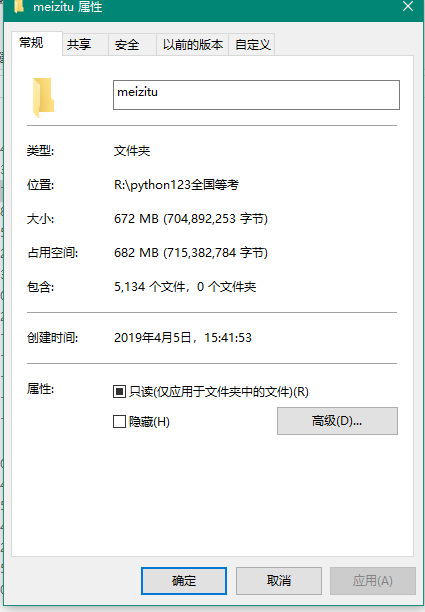 meizitu 属性
常规 共享 安全 以前的版本 自定义
meizitu
类型: 文件夹
位置: R:\python123全国等考
大小: 672 MB (704,892,253 字节)
占用空间: 682 MB (715,382,784 字节)
包含: 5,134 个文件，0 个文件夹
创建时间: 2019年4月5日，15:41:53
属性: 只读(仅应用于文件夹中的文件)(R)
隐藏(H) 高级(D)...
确定 取消 应用(A)